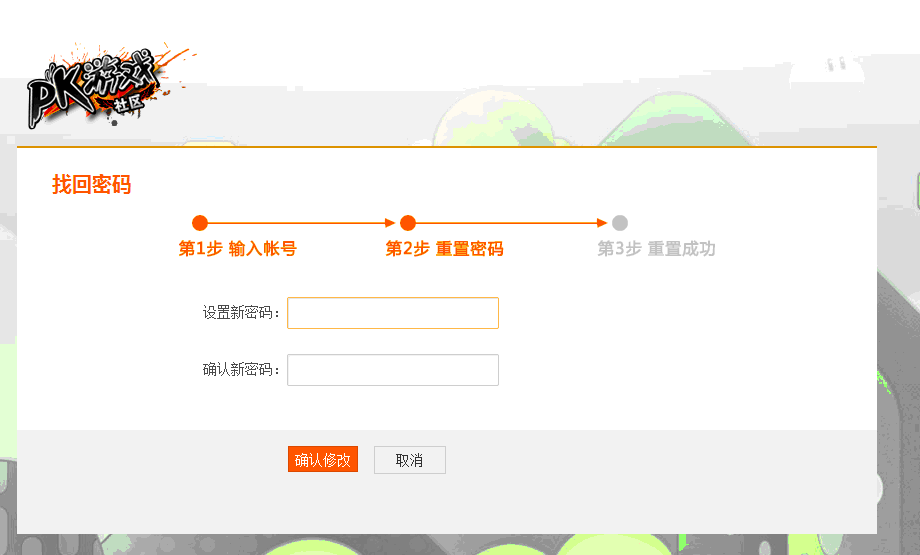 PK游戏
社区
找回密码
第1步 输入帐号 第2步 重置密码 第3步 重置成功
设置新密码：
确认新密码：
确认修改 取消